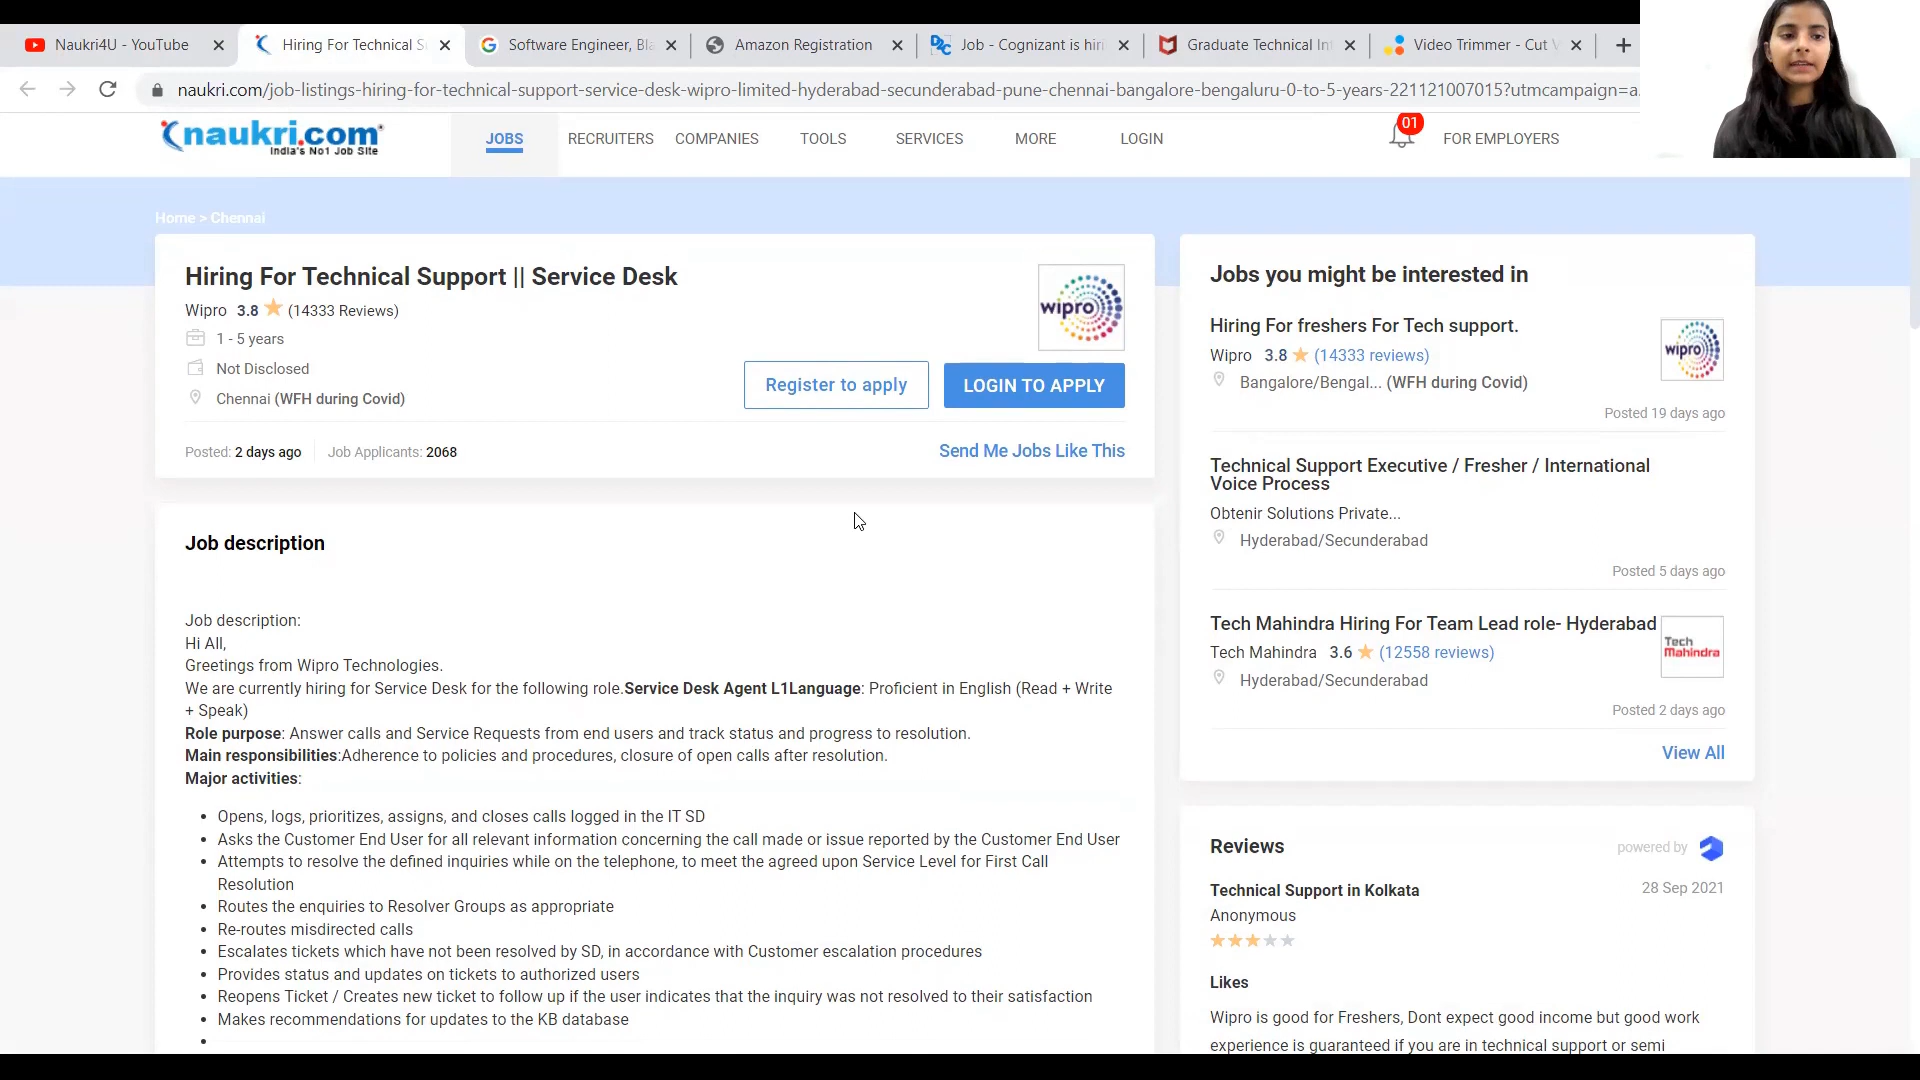 Naukri4U - YouTube
Hiring For Technical S
Software Engineer, Bla
Amazon Registration
Job - Cognizant is hiri
Graduate Technical Int
Video Trimmer - Cut V
naukri.com/job-listings-hiring-for-technical-support-service-desk-wipro-limited-hyderabad-secunderabad-pune-chennai-bangalore-bengaluru-0-to-5-years-221121007015?utmcampaign=a
naukri.com
India's No1 Job Site
JOBS
RECRUITERS
COMPANIES
TOOLS
SERVICES
MORE
LOGIN
01
FOR EMPLOYERS
Home > Chennai
Hiring For Technical Support || Service Desk
Wipro 3.8 (14333 Reviews)
1 - 5 years
Not Disclosed
Chennai (WFH during Covid)
wipro
Register to apply
LOGIN TO APPLY
Posted: 2 days ago
Job Applicants: 2068
Send Me Jobs Like This
Job description
Job description:
Hi All,
Greetings from Wipro Technologies.
We are currently hiring for Service Desk for the following role.Service Desk Agent L1Language: Proficient in English (Read + Write
+ Speak)
Role purpose: Answer calls and Service Requests from end users and track status and progress to resolution.
Main responsibilities:Adherence to policies and procedures, closure of open calls after resolution.
Major activities:
• Opens, logs, prioritizes, assigns, and closes calls logged in the IT SD
• Asks the Customer End User for all relevant information concerning the call made or issue reported by the Customer End User
• Attempts to resolve the defined inquiries while on the telephone, to meet the agreed upon Service Level for First Call
Resolution
• Routes the enquiries to Resolver Groups as appropriate
• Re-routes misdirected calls
• Escalates tickets which have not been resolved by SD, in accordance with Customer escalation procedures
• Provides status and updates on tickets to authorized users
• Reopens Ticket / Creates new ticket to follow up if the user indicates that the inquiry was not resolved to their satisfaction
• Makes recommendations for updates to the KB database
•
Jobs you might be interested in
Hiring For freshers For Tech support.
Wipro 3.8 (14333 reviews)
Bangalore/Bengal... (WFH during Covid)
wipro
Posted 19 days ago
Technical Support Executive / Fresher / International
Voice Process
Obtenir Solutions Private...
Hyderabad/Secunderabad
Posted 5 days ago
Tech Mahindra Hiring For Team Lead role- Hyderabad
Tech Mahindra 3.6 (12558 reviews)
Hyderabad/Secunderabad
Tech
Mahindra
Posted 2 days ago
View All
Reviews
powered by
Technical Support in Kolkata
28 Sep 2021
Anonymous
Likes
Wipro is good for Freshers, Dont expect good income but good work
experience is guaranteed if you are in technical support or semi